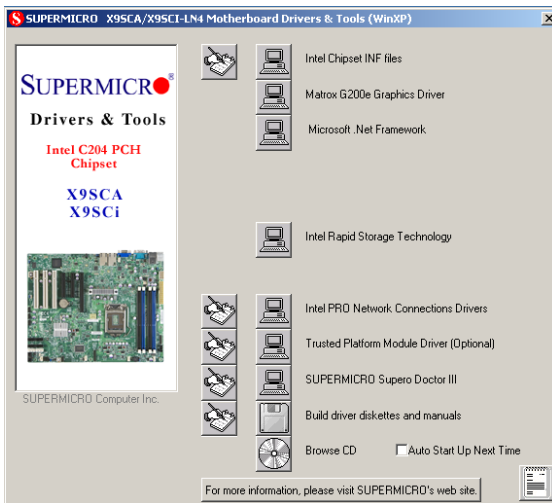 SUPERMICRO X9SCA/X9SCI-LN4 Motherboard Drivers & Tools (WinXP)
SUPERMICRO®
Drivers & Tools
Intel C204 PCH
Chipset
X9SCA
X9SCi
SUPERMICRO Computer Inc.
Intel Chipset INF files
Matrox G200e Graphics Driver
Microsoft .Net Framework
Intel Rapid Storage Technology
Intel PRO Network Connections Drivers
Trusted Platform Module Driver (Optional)
SUPERMICRO Supero Doctor III
Build driver diskettes and manuals
Browse CD
Auto Start Up Next Time
For more information, please visit SUPERMICRO's web site.